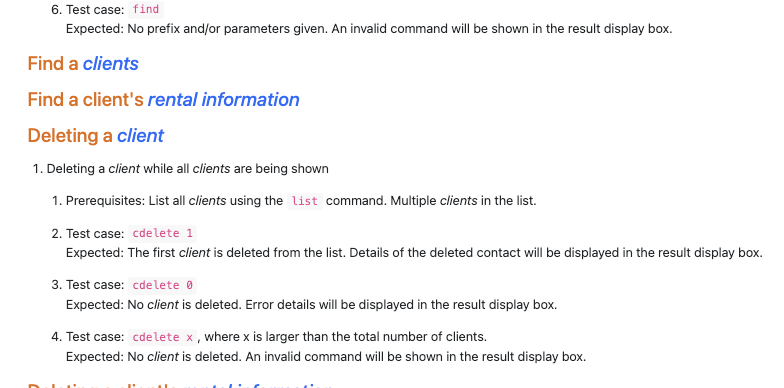 6. Test case: find
Expected: No prefix and/or parameters given. An invalid command will be shown in the result display box.
Find a clients
Find a client's rental information
Deleting a client
1. Deleting a client while all clients are being shown
1. Prerequisites: List all clients using the list command. Multiple clients in the list.
2. Test case: cdelete 1
Expected: The first client is deleted from the list. Details of the deleted contact will be displayed in the result display box.
3. Test case: cdelete 0
Expected: No client is deleted. Error details will be displayed in the result display box.
4. Test case: cdelete x , where x is larger than the total number of clients.
Expected: No client is deleted. An invalid command will be shown in the result display box.
Deleting a client's rental information